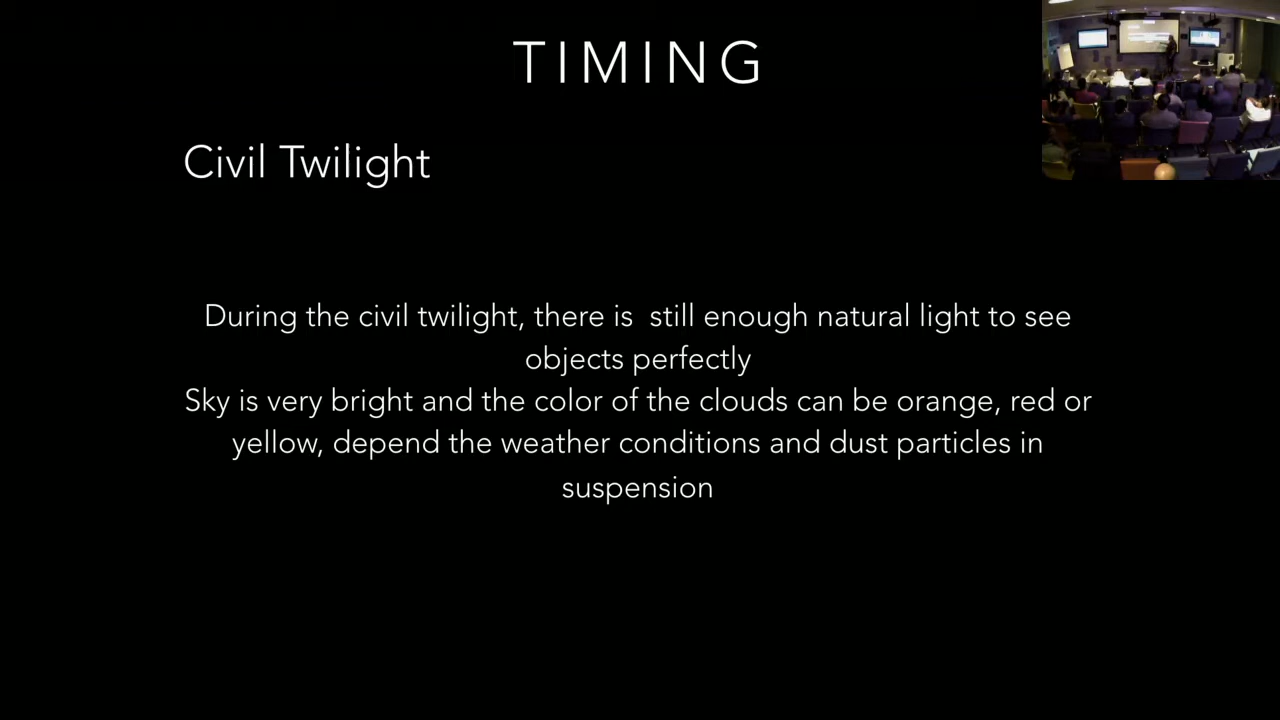 TIMING
Civil Twilight
During the civil twilight, there is  still enough natural light to see
objects perfectly
Sky is very bright and the color of the clouds can be orange, red or
yellow, depend the weather conditions and dust particles in
suspension